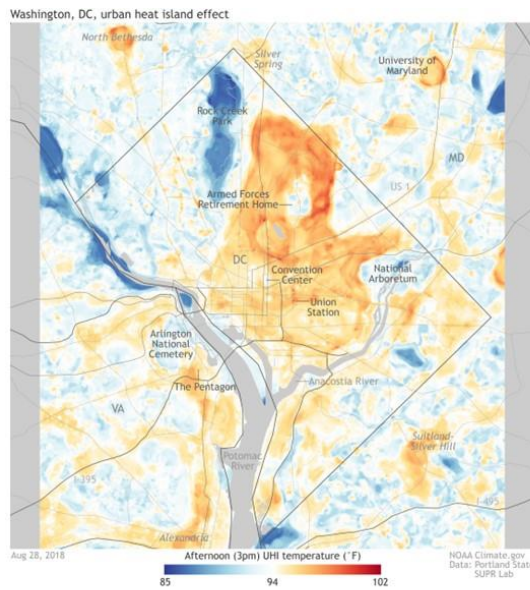 Washington, DC, urban heat island effect
North Bethesda
Silver
Spring
University of
Maryland
Rock Creek
Park
MD
US 1
Armed Forces
Retirement Home
DC
Convention
Center
National
Arboretum
Union
Station
Arlington
National
Cemetery
The Pentagon
Anacostia River
VA
Suitland-
Silver Hill
Potomac
River
I-395
I-495
Alexandria
Aug 28, 2018
Afternoon (3pm) UHI temperature (°F)
85
94
102
NOAA Climate.gov
Data: Portland Stat
SUPR Lab